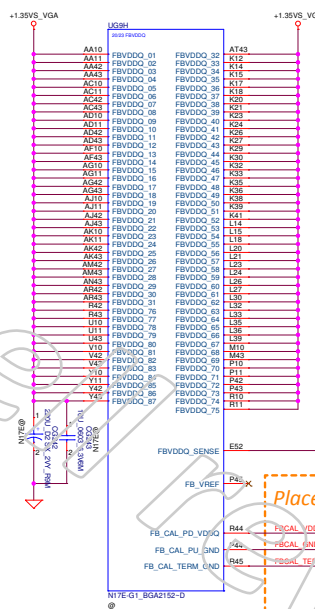 +1.35VS_VGA
UG9H
20/23 FBVDDQ
AA10 FBVDDQ_01 FBVDDQ_32 AT43
AA11 FBVDDQ_02 FBVDDQ_33 K12
AA42 FBVDDQ_03 FBVDDQ_34 K14
AA43 FBVDDQ_04 FBVDDQ_35 K15
AC10 FBVDDQ_05 FBVDDQ_36 K17
AC11 FBVDDQ_06 FBVDDQ_37 K18
AC42 FBVDDQ_07 FBVDDQ_38 K20
AC43 FBVDDQ_08 FBVDDQ_39 K21
AD10 FBVDDQ_09 FBVDDQ_40 K23
AD11 FBVDDQ_10 FBVDDQ_41 K24
AD42 FBVDDQ_11 FBVDDQ_42 K26
AD43 FBVDDQ_12 FBVDDQ_43 K27
AF10 FBVDDQ_13 FBVDDQ_44 K29
AF43 FBVDDQ_14 FBVDDQ_45 K30
AG10 FBVDDQ_15 FBVDDQ_46 K32
AG11 FBVDDQ_16 FBVDDQ_47 K33
AG42 FBVDDQ_17 FBVDDQ_48 K35
AG43 FBVDDQ_18 FBVDDQ_49 K36
AJ10 FBVDDQ_19 FBVDDQ_50 K38
AJ11 FBVDDQ_20 FBVDDQ_51 K39
AJ42 FBVDDQ_21 FBVDDQ_52 K41
AJ43 FBVDDQ_22 FBVDDQ_53 L14
AK10 FBVDDQ_23 FBVDDQ_54 L15
AK11 FBVDDQ_24 FBVDDQ_55 L18
AK42 FBVDDQ_25 FBVDDQ_56 L20
AK43 FBVDDQ_26 FBVDDQ_57 L21
AM42 FBVDDQ_27 FBVDDQ_58 L23
AM43 FBVDDQ_28 FBVDDQ_59 L24
AN43 FBVDDQ_29 FBVDDQ_60 L26
AR42 FBVDDQ_30 FBVDDQ_61 L27
AR43 FBVDDQ_31 FBVDDQ_62 L30
R42 FBVDDQ_76 FBVDDQ_63 L32
R43 FBVDDQ_77 FBVDDQ_64 L33
U10 FBVDDQ_78 FBVDDQ_65 L35
U11 FBVDDQ_79 FBVDDQ_66 L36
U43 FBVDDQ_80 FBVDDQ_67 L39
V10 FBVDDQ_81 FBVDDQ_68 M10
V42 FBVDDQ_82 FBVDDQ_69 M43
V43 FBVDDQ_83 FBVDDQ_70 P10
Y10 FBVDDQ_84 FBVDDQ_71 P11
Y11 FBVDDQ_85 FBVDDQ_72 P42
Y42 FBVDDQ_86 FBVDDQ_73 P43
Y43 FBVDDQ_87 FBVDDQ_74 R10
FBVDDQ_75 R11
N17E@
N17E@
FBVDDQ_SENSE E52
FB_VREF
Place
FB_CAL_PD_VDDQ R44
FB_CAL_PU_GND
FB_CAL_TERM_GND R45
N17E-G1_BGA2152~D
@